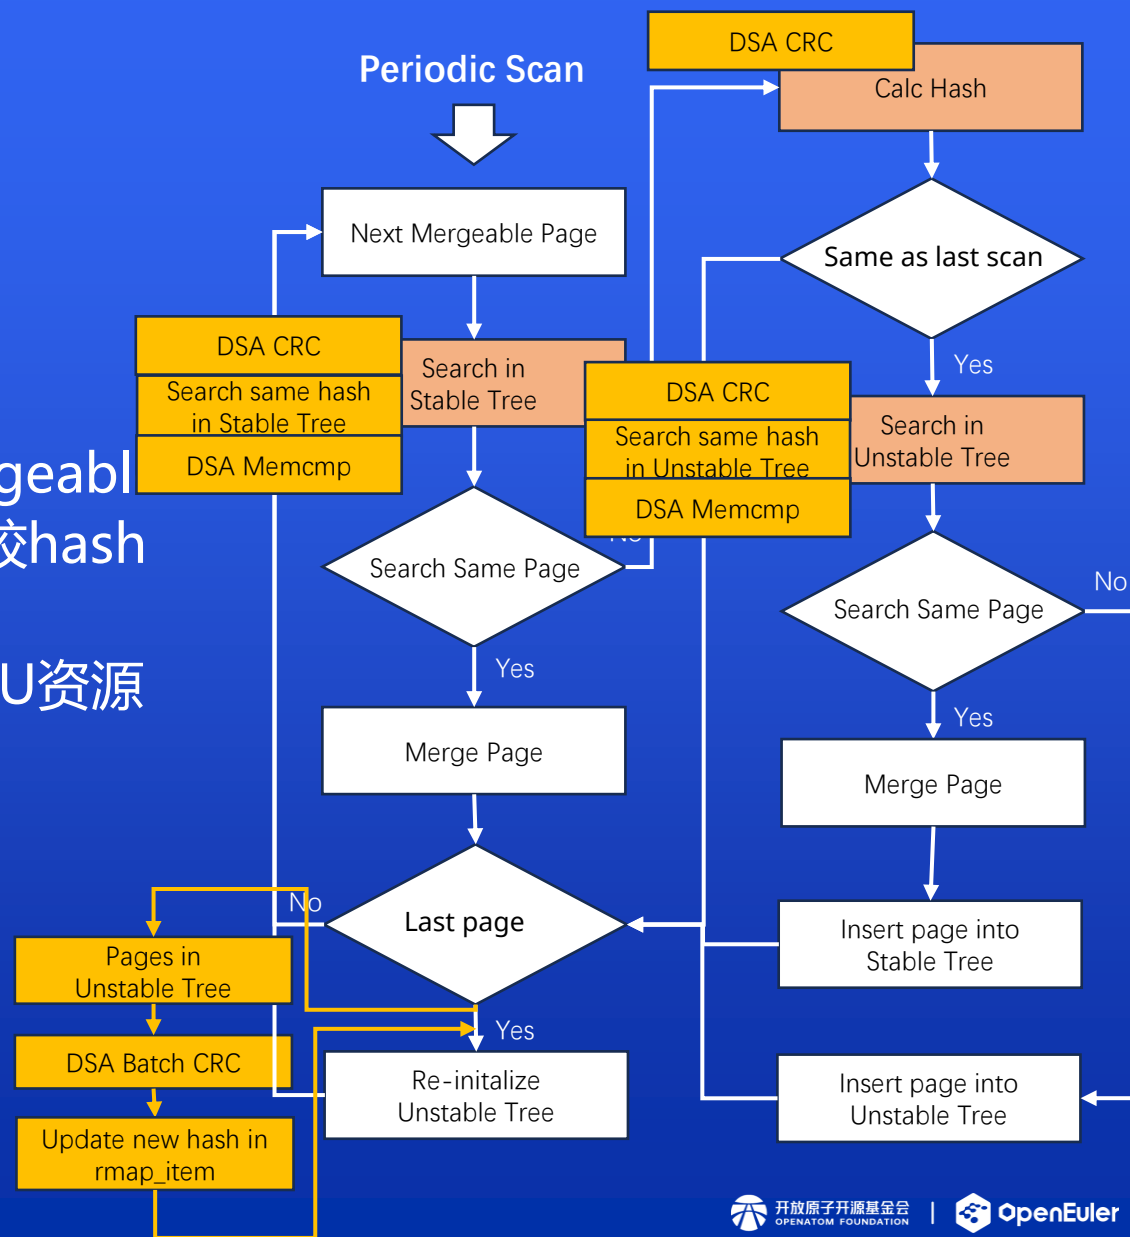 Periodic Scan
Next Mergeable Page
DSA CRC
Search same hash
in Stable Tree
DSA Memcmp
Search in
Stable Tree
Search Same Page
No
Yes
Merge Page
Last page
No
Yes
Re-initalize
Unstable Tree
Pages in
Unstable Tree
DSA Batch CRC
Update new hash in
rmap_item
DSA CRC
Calc Hash
Same as last scan
Yes
DSA CRC
Search same hash
in Unstable Tree
DSA Memcmp
Search in
Unstable Tree
Search Same Page
No
Yes
Merge Page
Insert page into
Stable Tree
Insert page into
Unstable Tree
geabl
较hash
U资源
开放原子开源基金会
OPENATOM FOUNDATION
OpenEuler